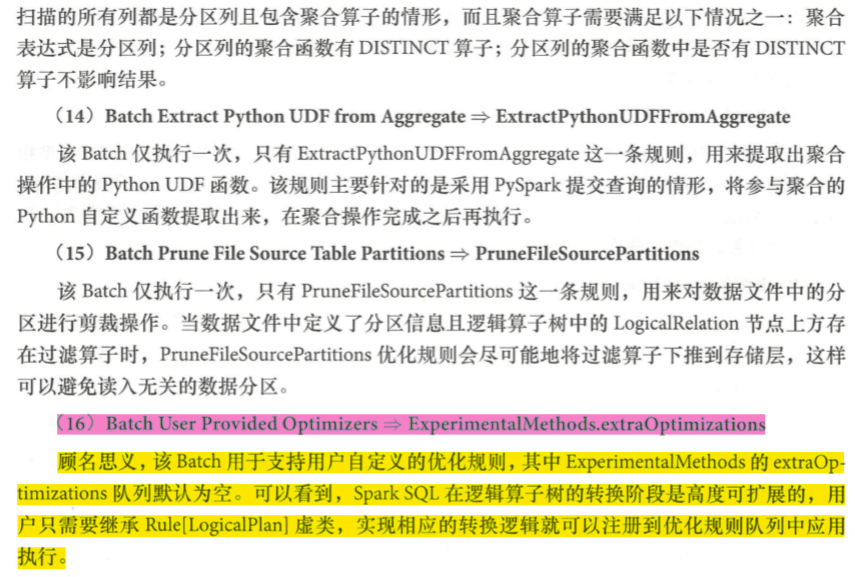 扫描的所有列都是分区列且包含聚合算子的情形，而且聚合算子需要满足以下情况之一：聚合
表达式是分区列；分区列的聚合函数有 DISTINCT 算子；分区列的聚合函数中是否有 DISTINCT
算子不影响结果。
（14）Batch Extract Python UDF from Aggregate ⇒ ExtractPythonUDFFromAggregate
该 Batch 仅执行一次，只有 ExtractPythonUDFFromAggregate 这一条规则，用来提取出聚合
操作中的 Python UDF 函数。该规则主要针对的是采用 PySpark 提交查询的情形，将参与聚合的
Python 自定义函数提取出来，在聚合操作完成之后再执行。
（15）Batch Prune File Source Table Partitions ⇒ PruneFileSourcePartitions
该 Batch 仅执行一次，只有 PruneFileSourcePartitions 这一条规则，用来对数据文件中的分
区进行剪裁操作。当数据文件中定义了分区信息且逻辑算子树中的 LogicalRelation 节点上方存
在过滤算子时，PruneFileSourcePartitions 优化规则会尽可能地将过滤算子下推到存储层，这样
可以避免读入无关的数据分区。
（16）Batch User Provided Optimizers ⇒ ExperimentalMethods.extraOptimizations
顾名思义，该 Batch 用于支持用户自定义的优化规则，其中 ExperimentalMethods 的 extraOp-
timizations 队列默认为空。可以看到，Spark SQL 在逻辑算子树的转换阶段是高度可扩展的，用
户只需要继承 Rule[LogicalPlan] 虚类，实现相应的转换逻辑就可以注册到优化规则队列中应用
执行。